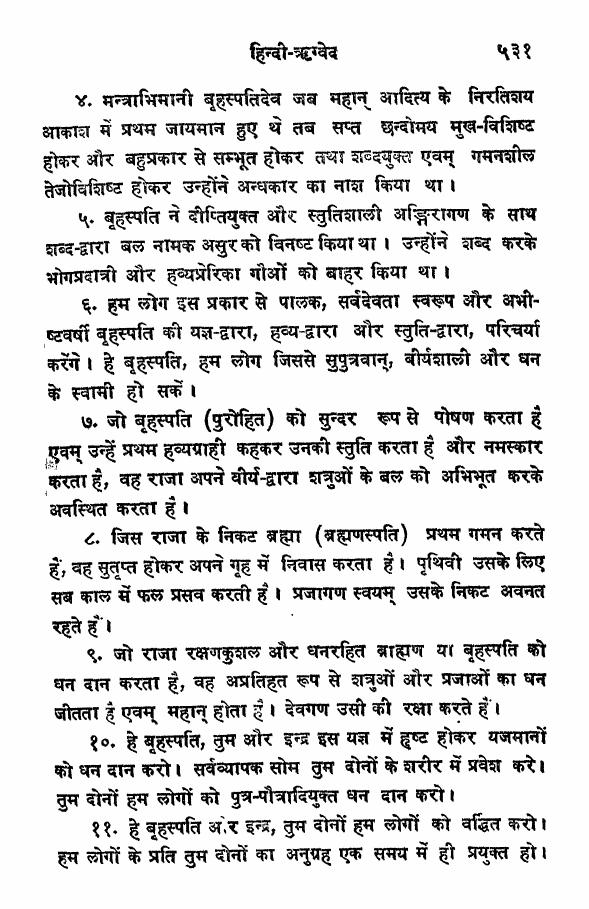 हिन्दी-ऋग्वेद ५३१
४. मन्त्राभिमानी बृहस्पतिदेव जब महान् आदित्य के निरतिशय
आकाश में प्रथम जायमान हुए थे तब सप्त छन्दोमय मुख-विशिष्ट
होकर और बहुप्रकार से सम्भूत होकर तथा शब्दयुक्त एवम् गमनशील
तेजोविशिष्ट होकर उन्होंने अन्धकार का नाश किया था।
५. बृहस्पति ने दीप्तियुक्त और स्तुतिशाली अङ्गिरागण के साथ
शब्द-द्वारा बल नामक असुर को विनष्ट किया था। उन्होंने शब्द करके
भोगप्रदात्री और हव्यप्रेरिका गौओं को बाहर किया था।
६. हम लोग इस प्रकार से पालक, सर्वदेवता स्वरूप और अभी-
ष्टवर्षी बृहस्पति की यज्ञ-द्वारा, हव्य-द्वारा और स्तुति-द्वारा, परिचर्या
करेंगे। हे बृहस्पति, हम लोग जिससे सुपुत्रवान्, वीर्यशाली और धन
के स्वामी हो सकें।
७. जो बृहस्पति (पुरोहित) को सुन्दर रूप से पोषण करता है
एवम् उन्हें प्रथम हव्यग्राही कहकर उनकी स्तुति करता है और नमस्कार
करता है, वह राजा अपने वीर्य-द्वारा शत्रुओं के बल को अभिभूत करके
अवस्थित करता है।
८. जिस राजा के निकट ब्रह्मा (ब्रह्मणस्पति) प्रथम गमन करते
हैं, वह सुतृप्त होकर अपने गृह में निवास करता है। पृथिवी उसके लिए
सब काल में फल प्रसव करती है। प्रजागण स्वयम् उसके निकट अवनत
रहते हैं।
९. जो राजा रक्षणकुशल और धनरहित ब्राह्मण या बृहस्पति को
धन दान करता है, वह अप्रतिहत रूप से शत्रुओं और प्रजाओं का धन
जीतता है एवम् महान् होता है। देवगण उसी की रक्षा करते हैं।
१०. हे बृहस्पति, तुम और इन्द्र इस यज्ञ में हृष्ट होकर यजमानों
को धन दान करो। सर्वव्यापक सोम तुम दोनों के शरीर में प्रवेश करे।
तुम दोनों हम लोगों को पुत्र-पौत्रादियुक्त धन दान करो।
११. हे बृहस्पति और इन्द्र, तुम दोनों हम लोगों को वर्द्धित करो।
हम लोगों के प्रति तुम दोनों का अनुग्रह एक समय में ही प्रयुक्त हो।